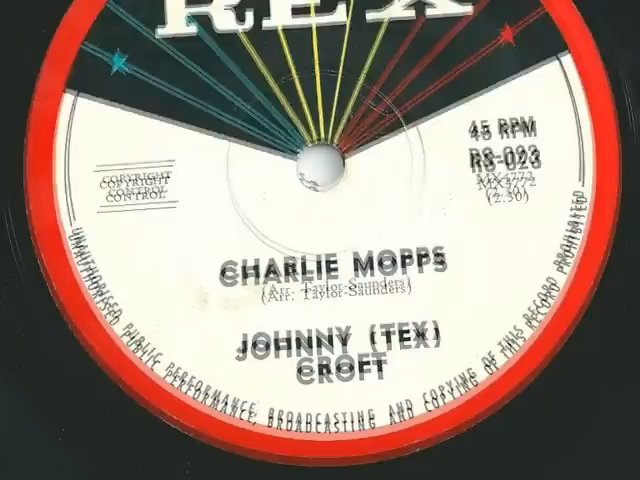 REX
45 RPM
RS-023
MX4772
(2.30)
COPYRIGHT
CONTROL
CHARLIE MOPPS
(Arr. Taylor-Saunders)
JOHNNY (TEX)
CROFT
UNAUTHORISED PUBLIC PERFORMANCE, BROADCASTING AND COPYING OF THIS RECORD PROHIBITED